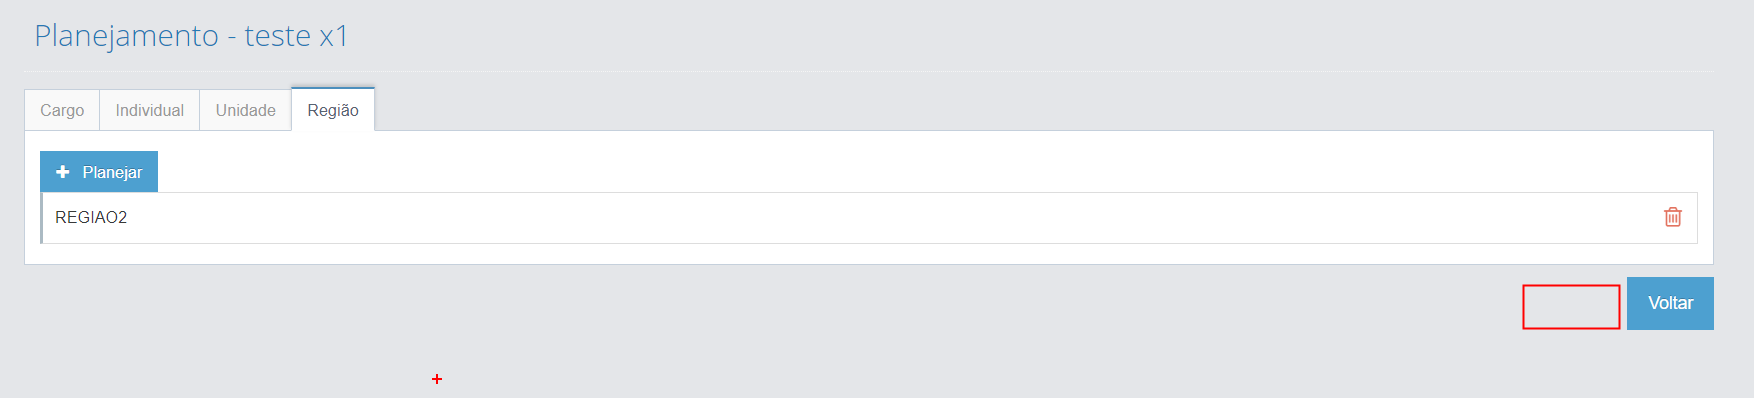 Planejamento - teste x1
Cargo Individual Unidade Região
Planejar
REGIAO2
Voltar